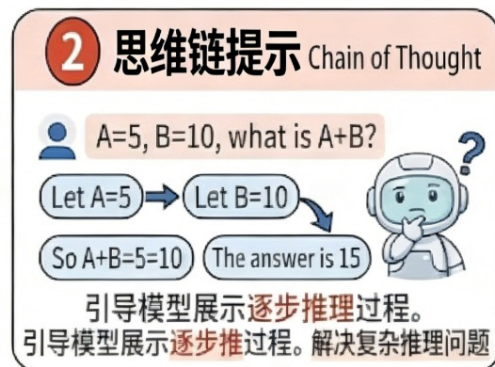 2 思维链提示 Chain of Thought
A=5, B=10, what is A+B?
?
Let A=5
Let B=10
So A+B=5=10
The answer is 15
引导模型展示逐步推理过程。
引导模型展示逐步推过程。解决复杂推理问题